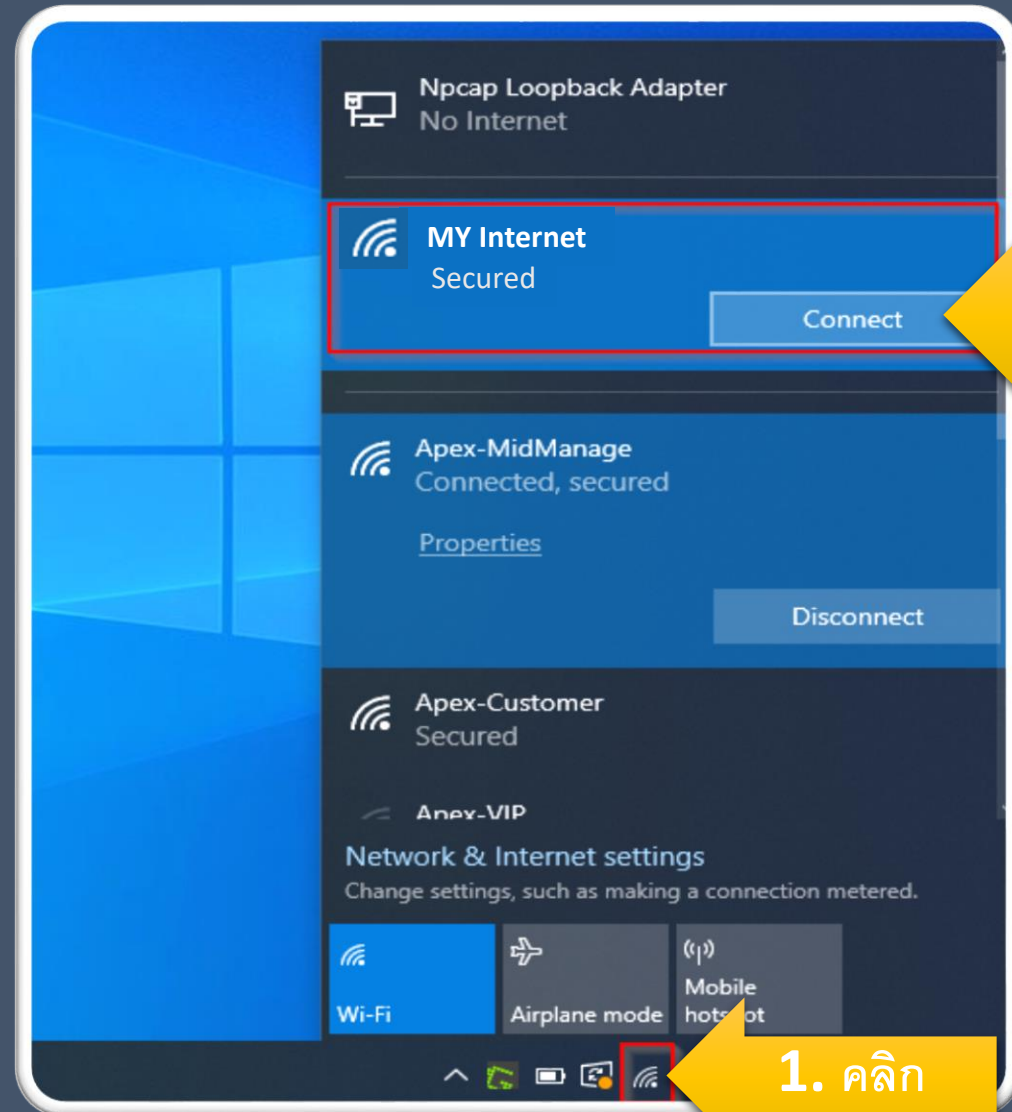 Npcap Loopback Adapter
No Internet
MY Internet
Secured
Connect
Apex-MidManage
Connected, secured
Properties
Disconnect
Apex-Customer
Secured
Apex-VIP
Network & Internet settings
Change settings, such as making a connection metered.
Wi-Fi
Airplane mode
Mobile
hotspot
1. คลิก